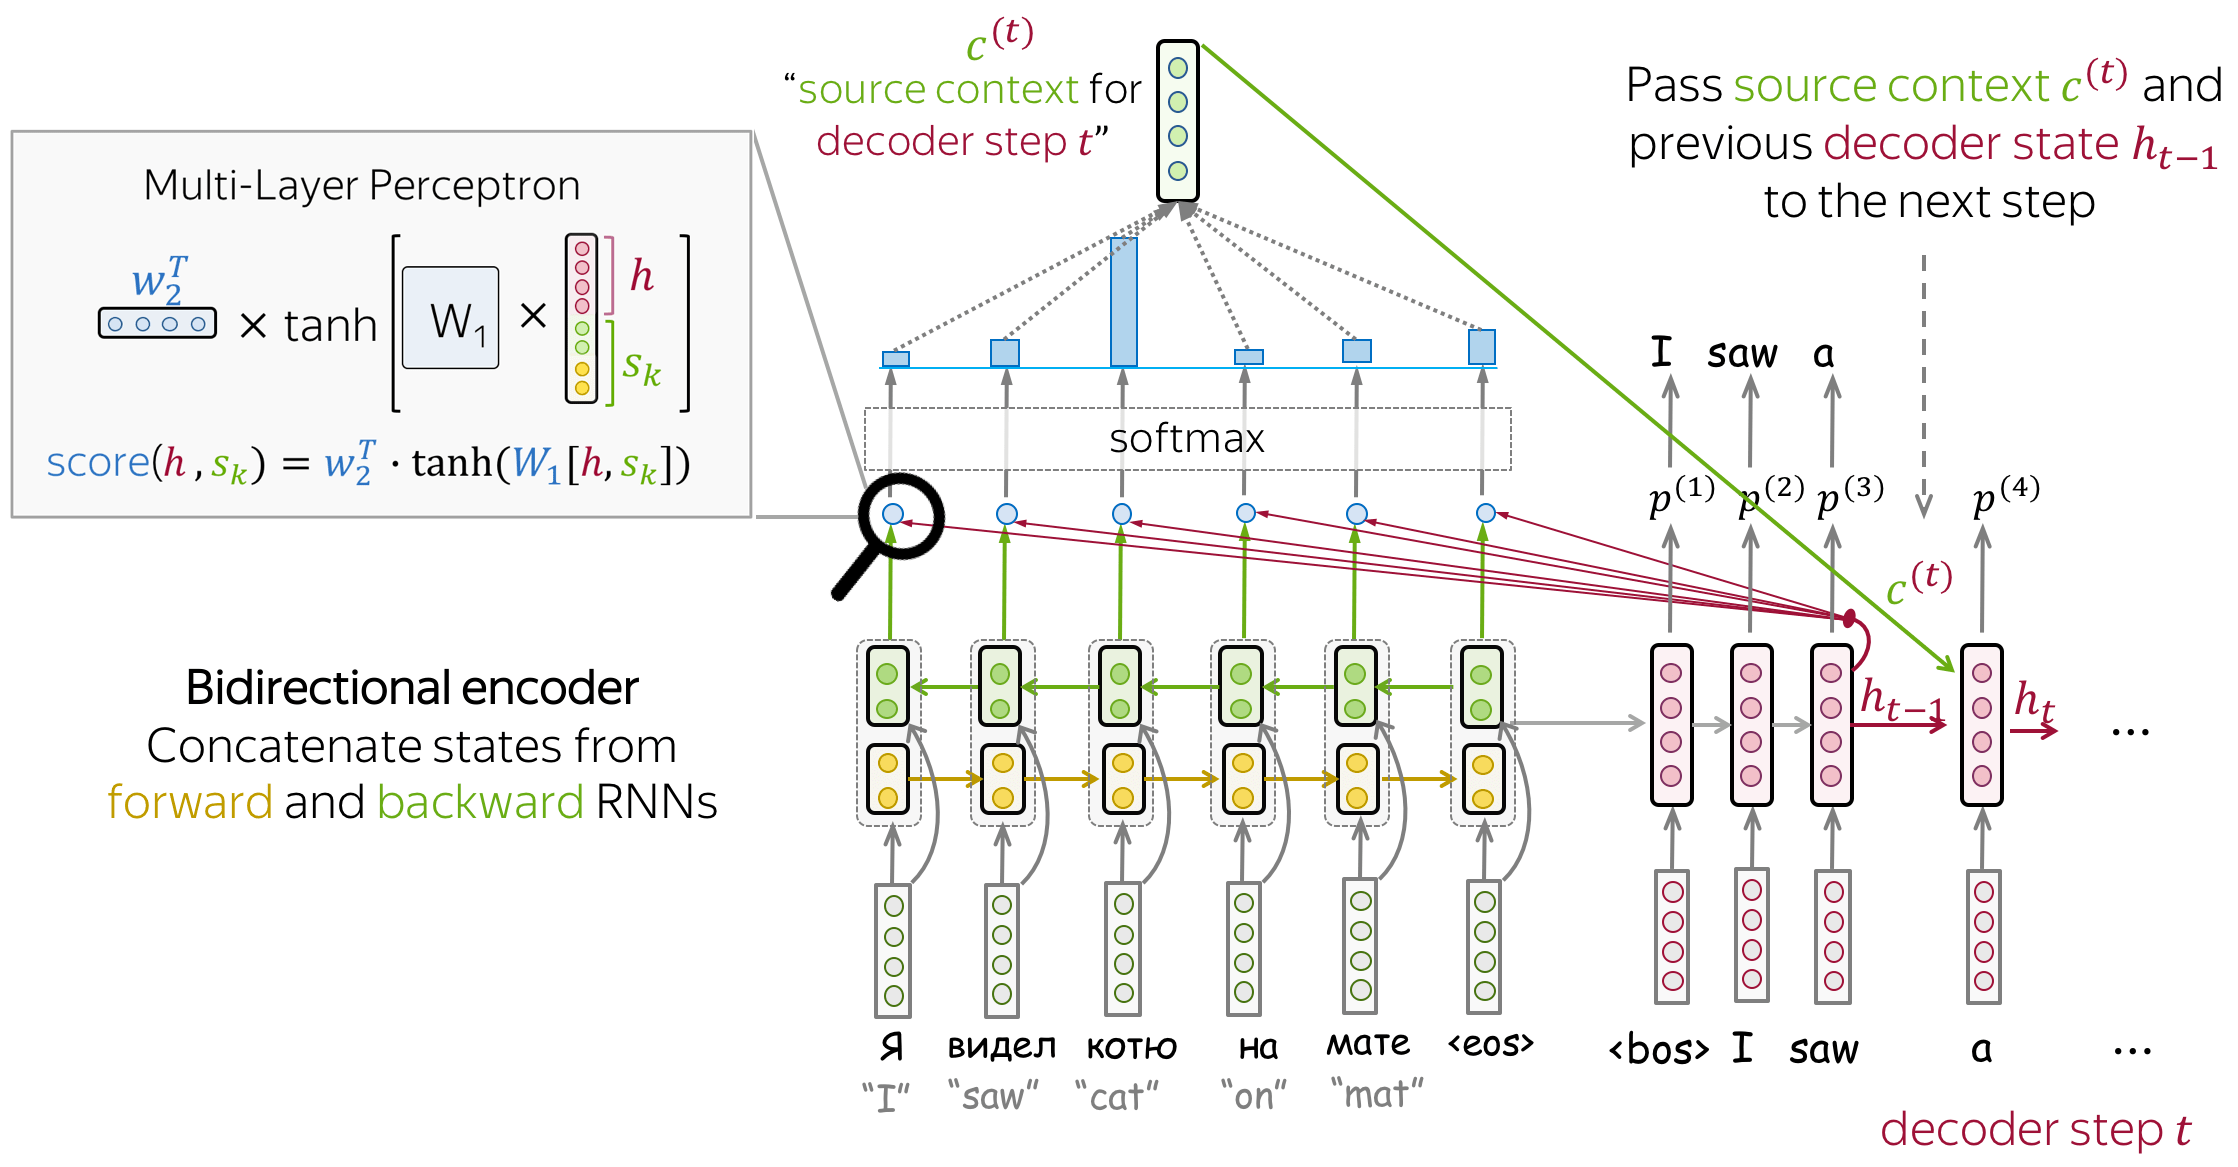 c^(t)
“source context for
decoder step t”
Pass source context c^(t) and
previous decoder state h_{t−1}
to the next step
Multi-Layer Perceptron
w_2^T
× tanh [ W_1 × ] h
s_k
score(h , s_k) = w_2^T · tanh(W_1[h, s_k])
softmax
I saw a
p^(1) p^(2) p^(3) p^(4)
c^(t)
h_{t−1} h_t
...
Bidirectional encoder
Concatenate states from
forward and backward RNNs
Я видел котю на мате <eos> <bos> I saw a ...
“I” “saw” “cat” “on” “mat”
decoder step t